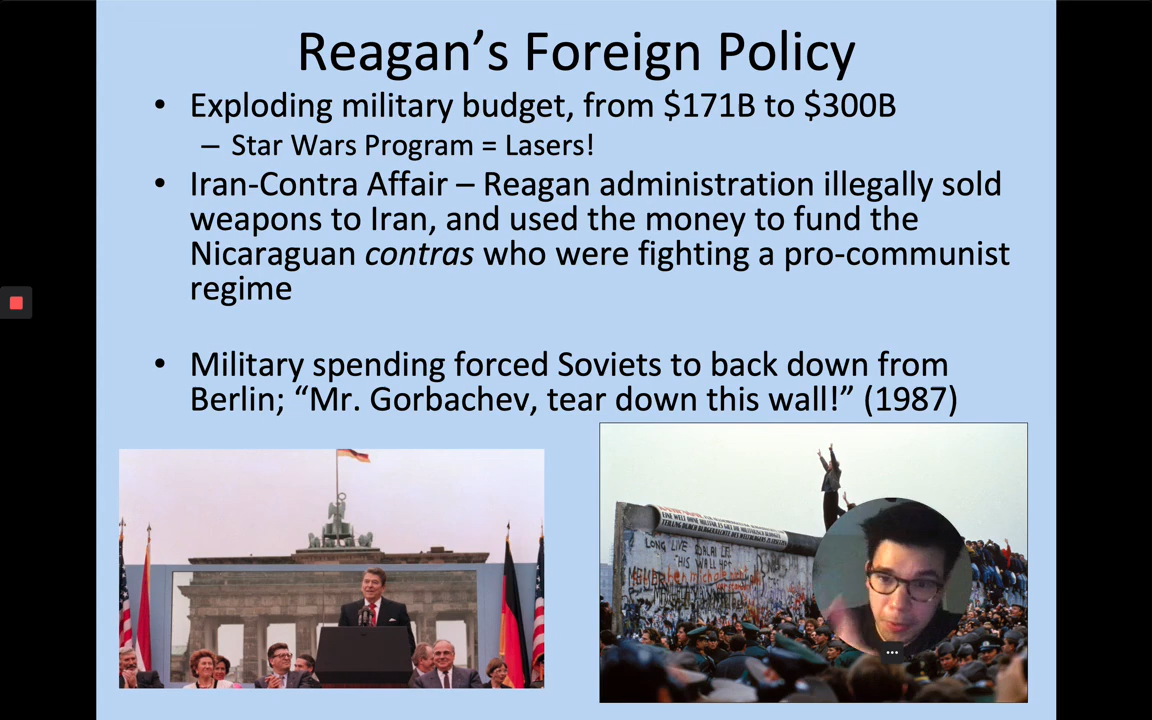 Reagan’s Foreign Policy
• Exploding military budget, from $171B to $300B
– Star Wars Program = Lasers!
• Iran-Contra Affair – Reagan administration illegally sold
weapons to Iran, and used the money to fund the
Nicaraguan contras who were fighting a pro-communist
regime
• Military spending forced Soviets to back down from
Berlin; “Mr. Gorbachev, tear down this wall!” (1987)
LONG LIVE DALAI
THIS WALL